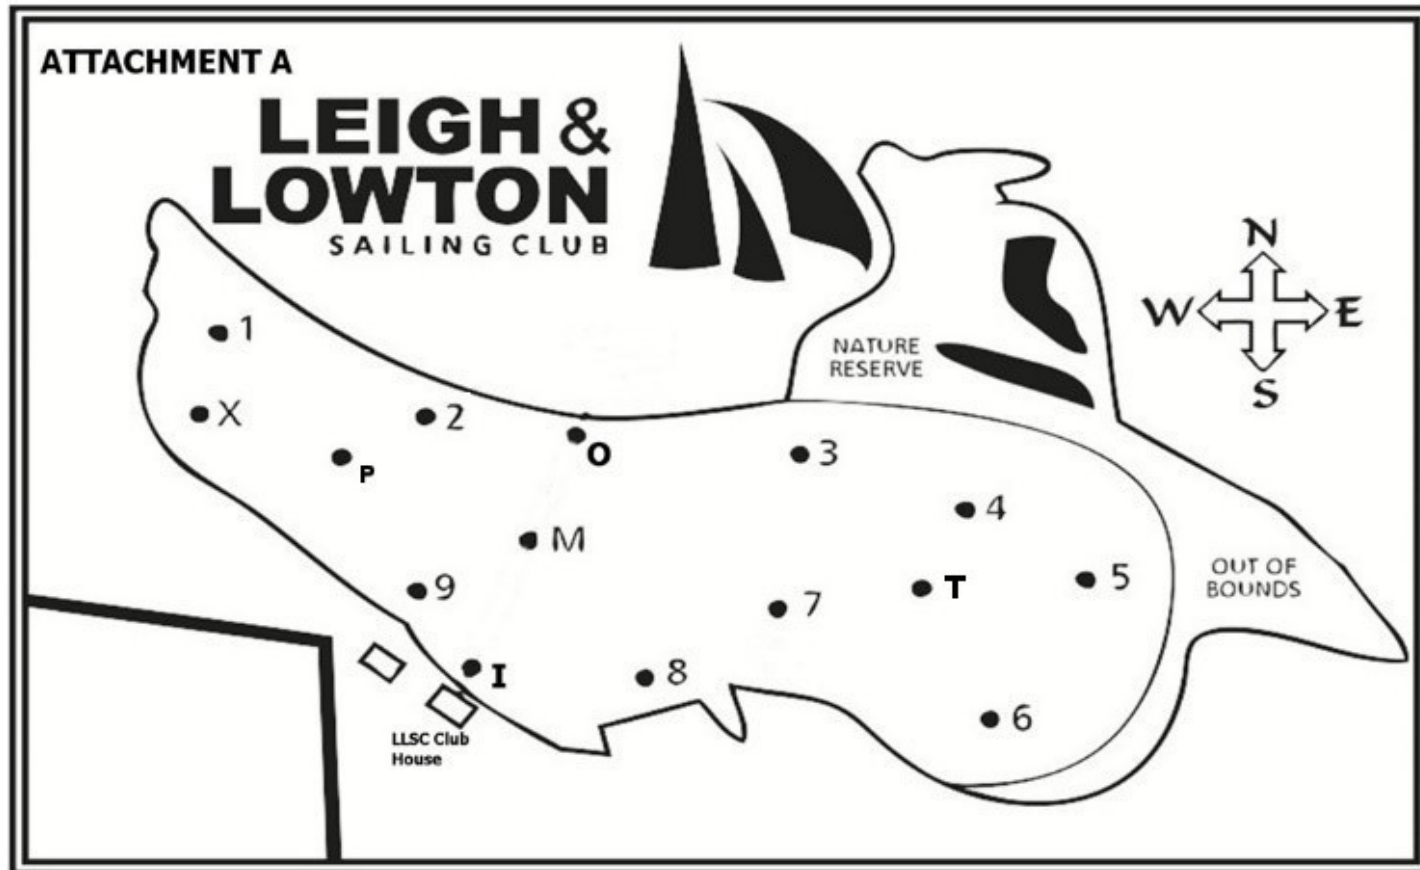 ATTACHMENT A
LEIGH &
LOWTON
SAILING CLUB
N
W E
S
NATURE
RESERVE
1
X
2
P
O
3
4
M
9
T
5
7
OUT OF
BOUNDS
I
8
6
LLSC Club
House